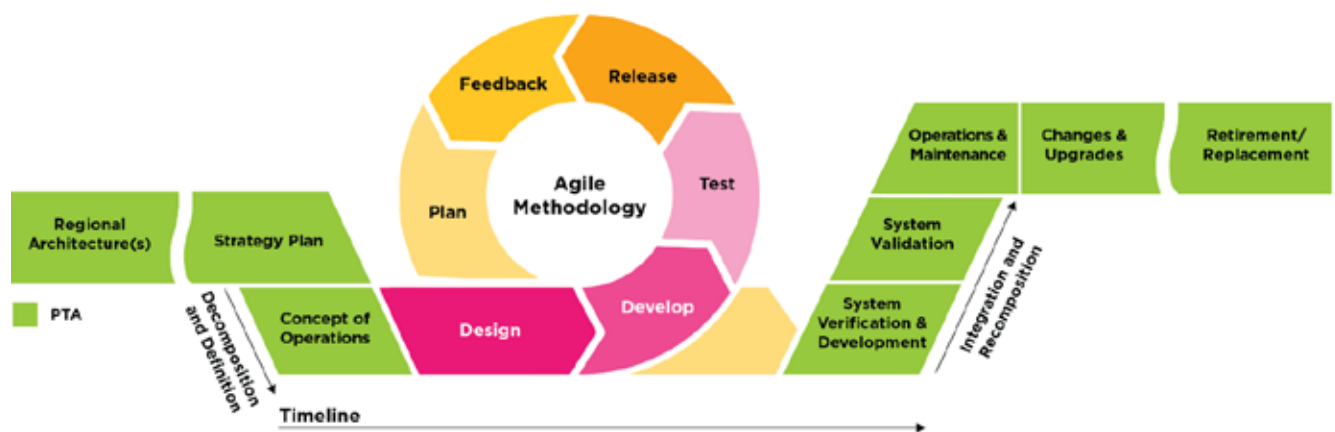 Feedback
Release
Plan
Agile
Methodology
Test
Design
Develop
Regional
Architecture(s)
Strategy Plan
Concept of
Operations
PTA
Decomposition
and Definition
Timeline
System
Verification &
Development
System
Validation
Operations &
Maintenance
Changes &
Upgrades
Retirement/
Replacement
Integration and
Recomposition